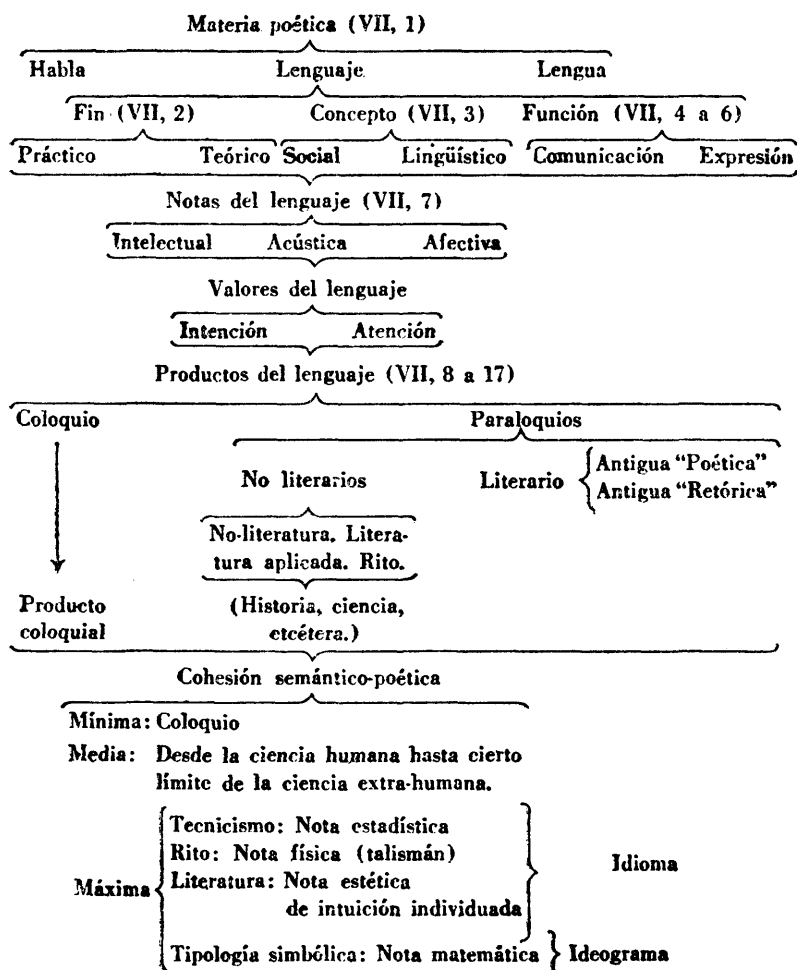 Materia poética (VII, 1)
Habla Lenguaje Lengua
Fin (VII, 2) Concepto (VII, 3) Función (VII, 4 a 6)
Práctico Teórico Social Lingüístico Comunicación Expresión
Notas del lenguaje (VII, 7)
Intelectual Acústica Afectiva
Valores del lenguaje
Intención Atención
Productos del lenguaje (VII, 8 a 17)
Coloquio Paraloquios
No literarios Literario Antigua “Poética”
Antigua “Retórica”
No-literatura. Litera-
tura aplicada. Rito.
Producto (Historia, ciencia,
coloquial etcétera.)
Cohesión semántico-poética
Mínima: Coloquio
Media: Desde la ciencia humana hasta cierto
límite de la ciencia extra-humana.
Máxima Tecnicismo: Nota estadística
Rito: Nota física (talismán)
Literatura: Nota estética
de intuición individuada
Idioma
Tipología simbólica: Nota matemática Ideograma